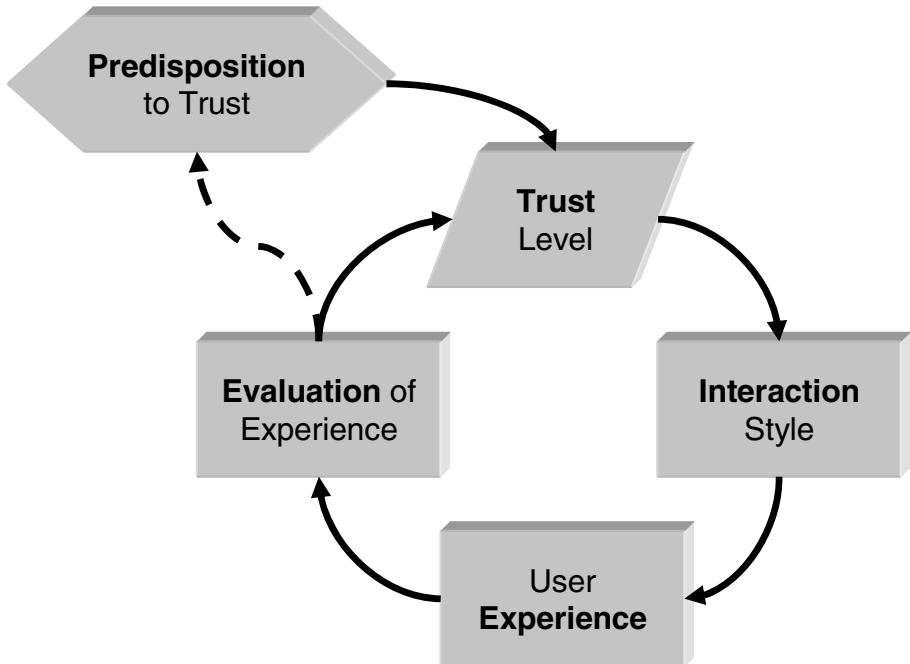 Predisposition
to Trust
Trust
Level
Evaluation of
Experience
Interaction
Style
User
Experience